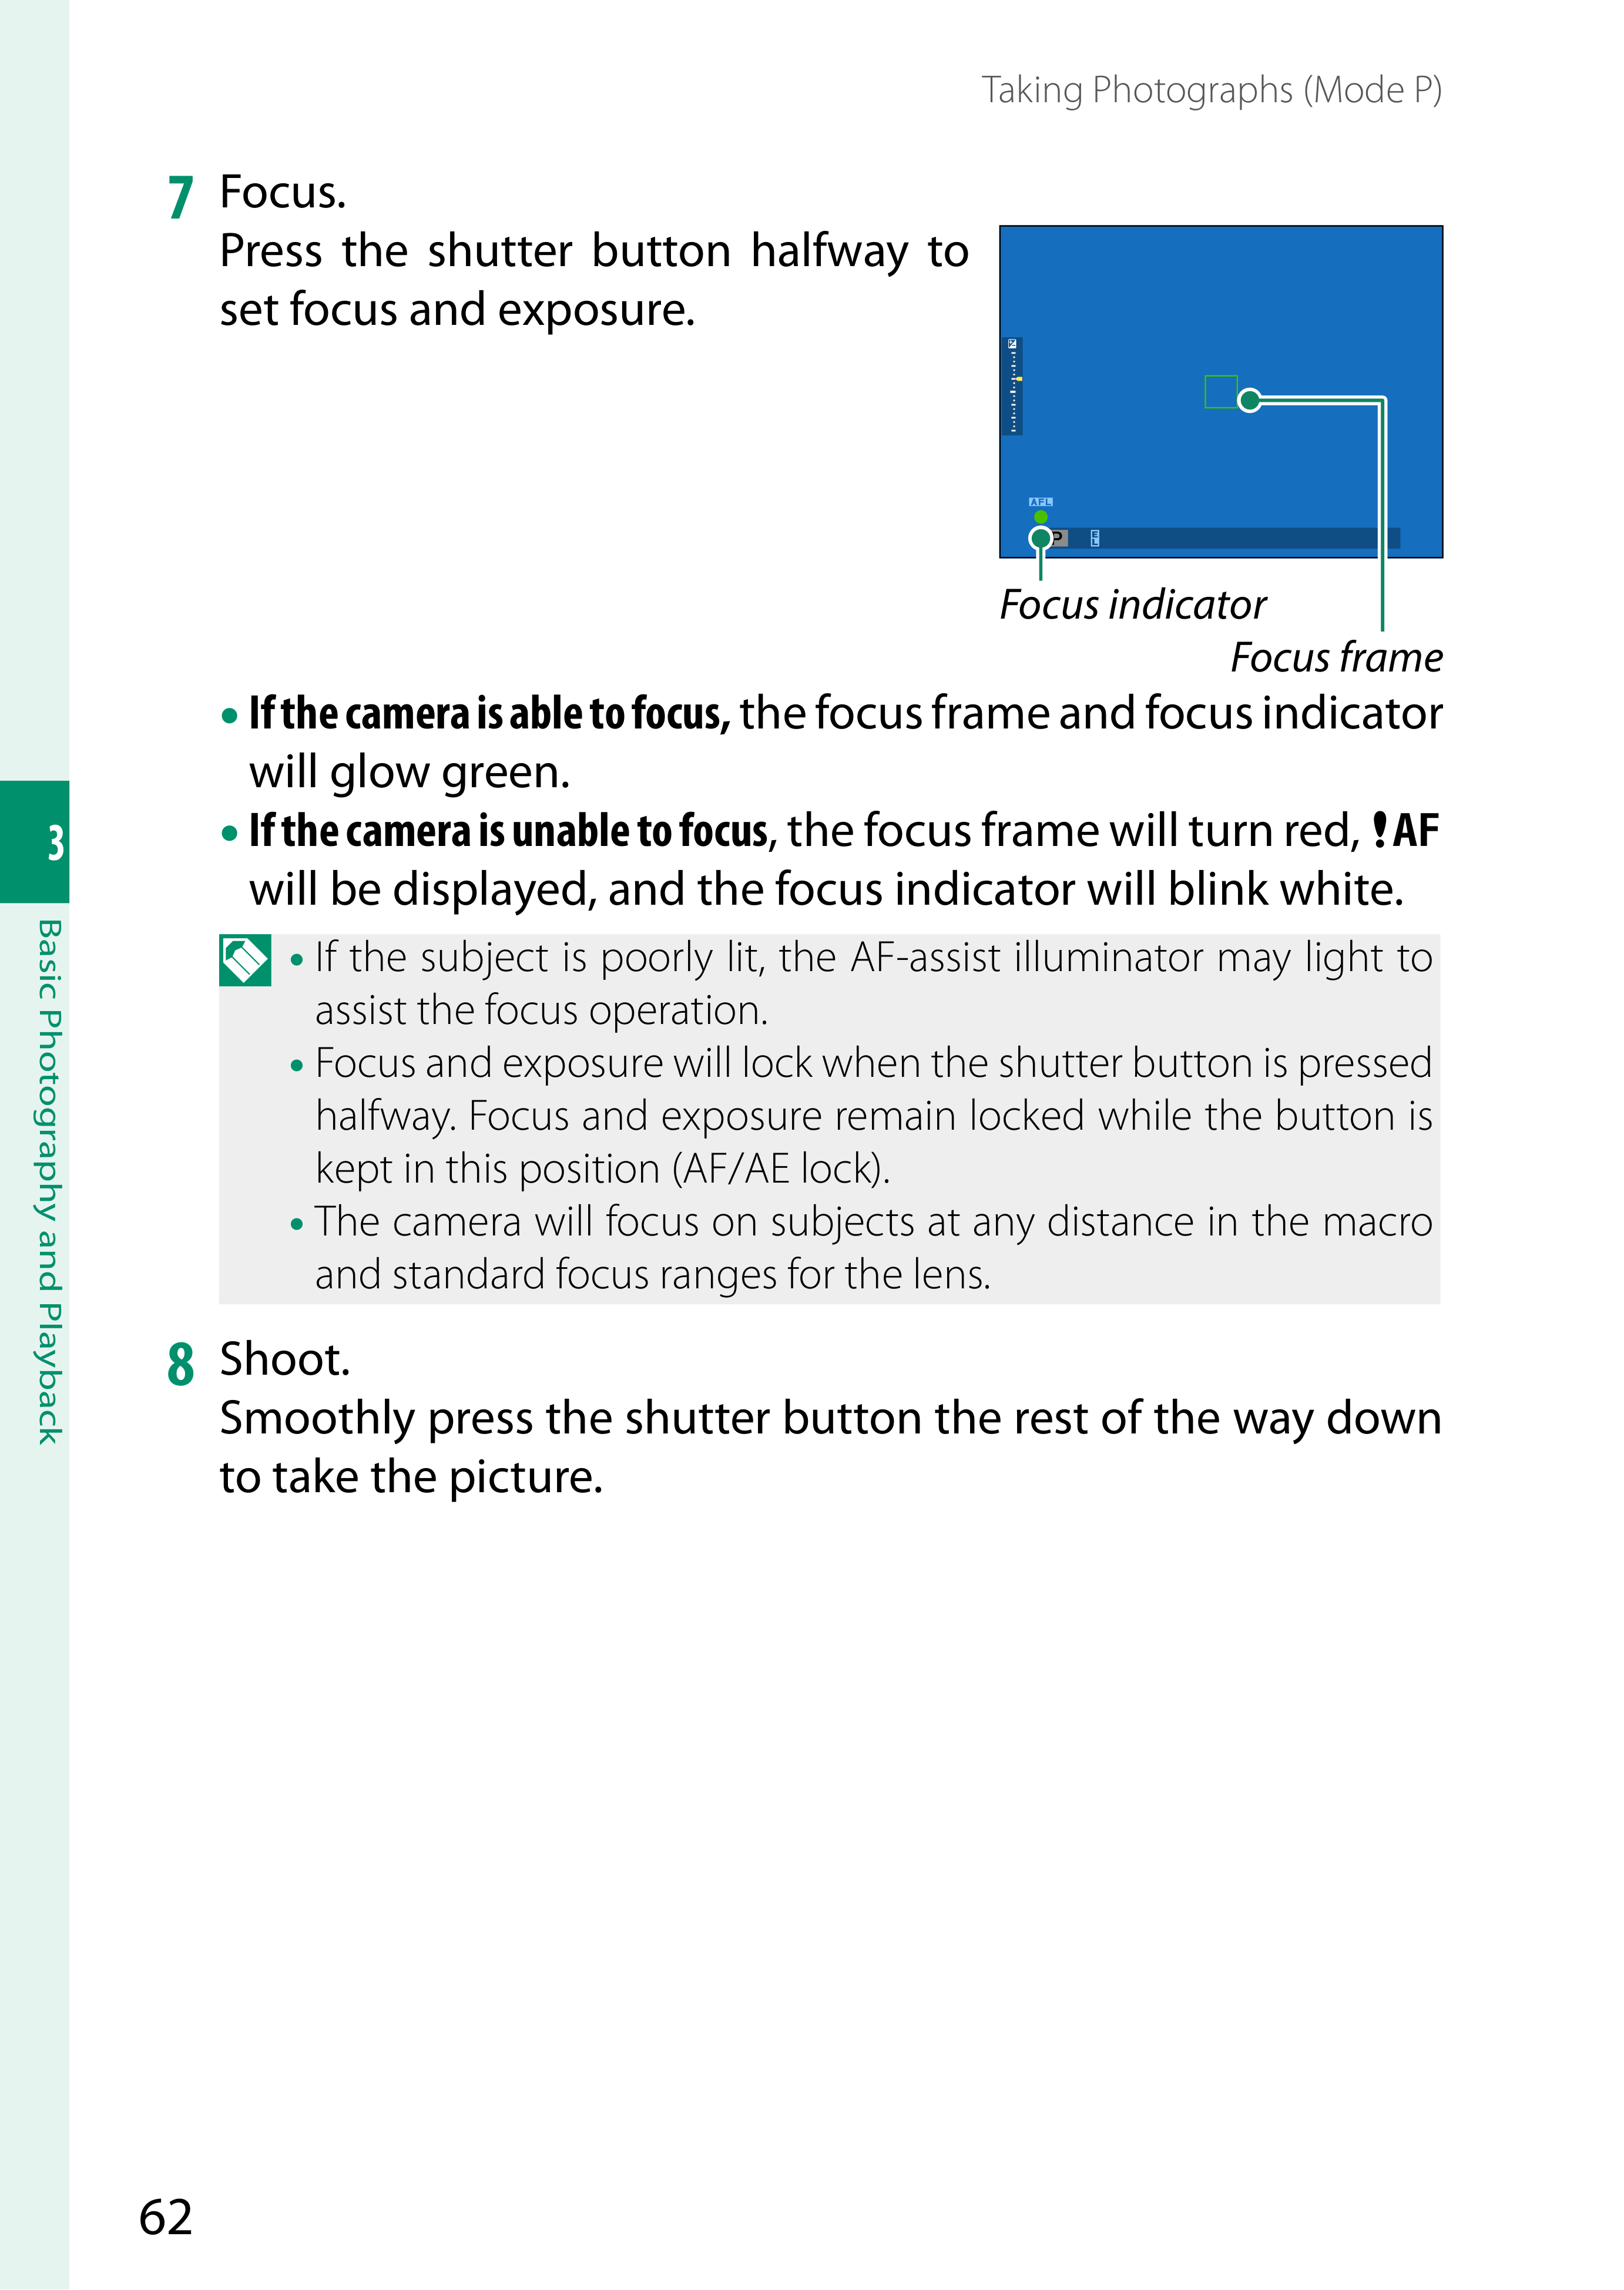 Taking Photographs (Mode P)
7 Focus.
Press the shutter button halfway to
set focus and exposure.
AFL
P
Focus indicator
Focus frame
• If the camera is able to focus, the focus frame and focus indicator
will glow green.
• If the camera is unable to focus, the focus frame will turn red, !AF
will be displayed, and the focus indicator will blink white.
• If the subject is poorly lit, the AF-assist illuminator may light to
assist the focus operation.
• Focus and exposure will lock when the shutter button is pressed
halfway. Focus and exposure remain locked while the button is
kept in this position (AF/AE lock).
• The camera will focus on subjects at any distance in the macro
and standard focus ranges for the lens.
8 Shoot.
Smoothly press the shutter button the rest of the way down
to take the picture.
3
Basic Photography and Playback
62